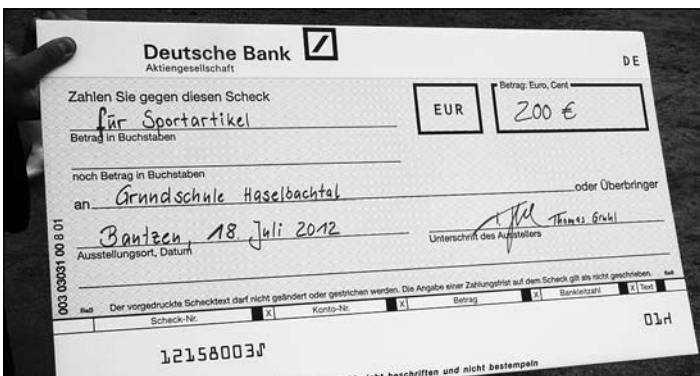 Deutsche Bank
Aktiengesellschaft
DE
Zahlen Sie gegen diesen Scheck
Betrag: Euro, Cent
EUR
200 €
für Sportartikel
Betrag in Buchstaben
noch Betrag in Buchstaben
an Grundschule Haselbachtal oder Überbringer
Bautzen, 18. Juli 2012
Thomas Gruhl
Ausstellungsort, Datum
Unterschrift des Ausstellers
003 03031 00 8 01
Der vorgedruckte Schecktext darf nicht geändert oder gestrichen werden. Die Angabe einer Zahlungsfrist auf dem Scheck gilt als nicht geschrieben.
Scheck-Nr. X Konto-Nr. X Betrag X Bankleitzahl X Text
12158003
01
nicht beschriften und nicht bestempeln